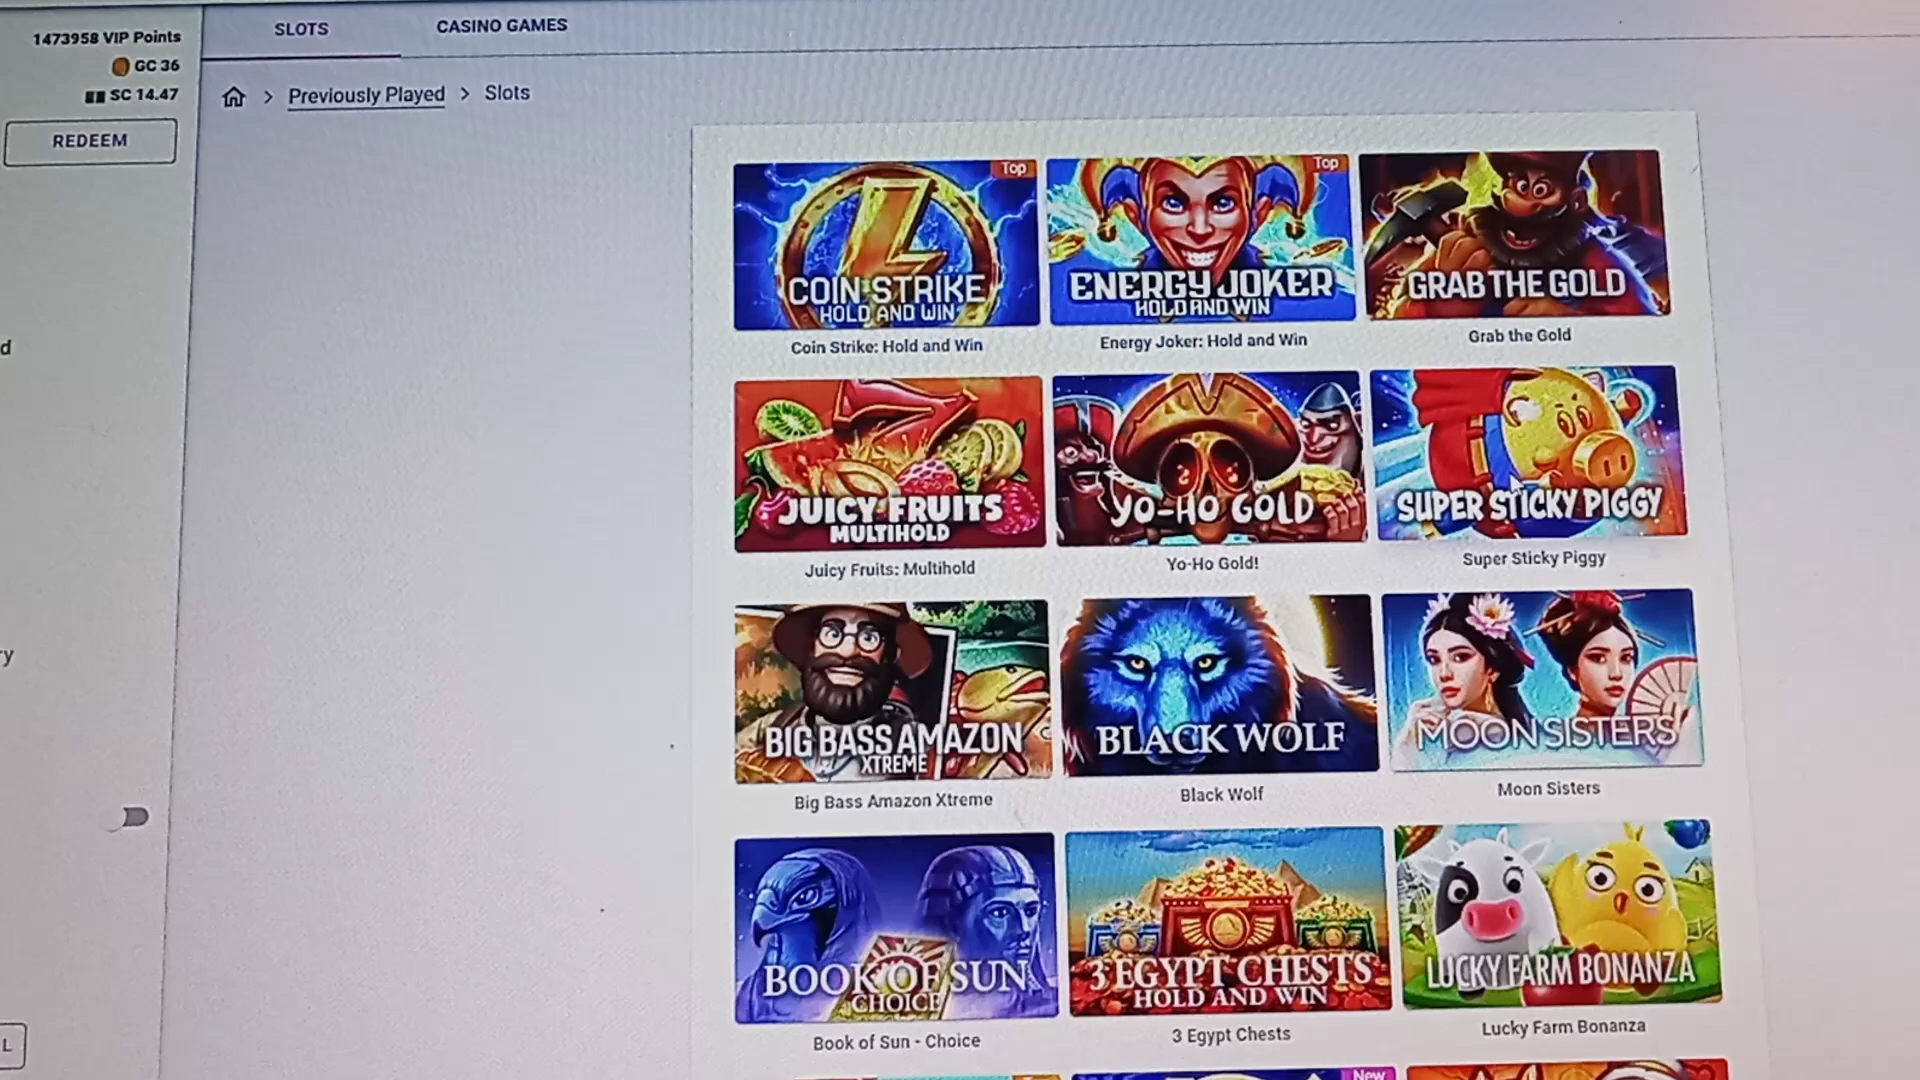 1473958 VIP Points
GC 36
SC 14.47
REDEEM
SLOTS
CASINO GAMES
Previously Played > Slots
Top
COIN STRIKE
HOLD AND WIN
Coin Strike: Hold and Win
Top
ENERGY JOKER
HOLD AND WIN
Energy Joker: Hold and Win
GRAB THE GOLD
Grab the Gold
JUICY FRUITS
MULTIHOLD
Juicy Fruits: Multihold
YO-HO GOLD
Yo-Ho Gold!
SUPER STICKY PIGGY
Super Sticky Piggy
BIG BASS AMAZON
XTREME
Big Bass Amazon Xtreme
BLACK WOLF
Black Wolf
MOON SISTERS
Moon Sisters
BOOK OF SUN
CHOICE
Book of Sun - Choice
3 EGYPT CHESTS
HOLD AND WIN
3 Egypt Chests
LUCKY FARM BONANZA
Lucky Farm Bonanza
New